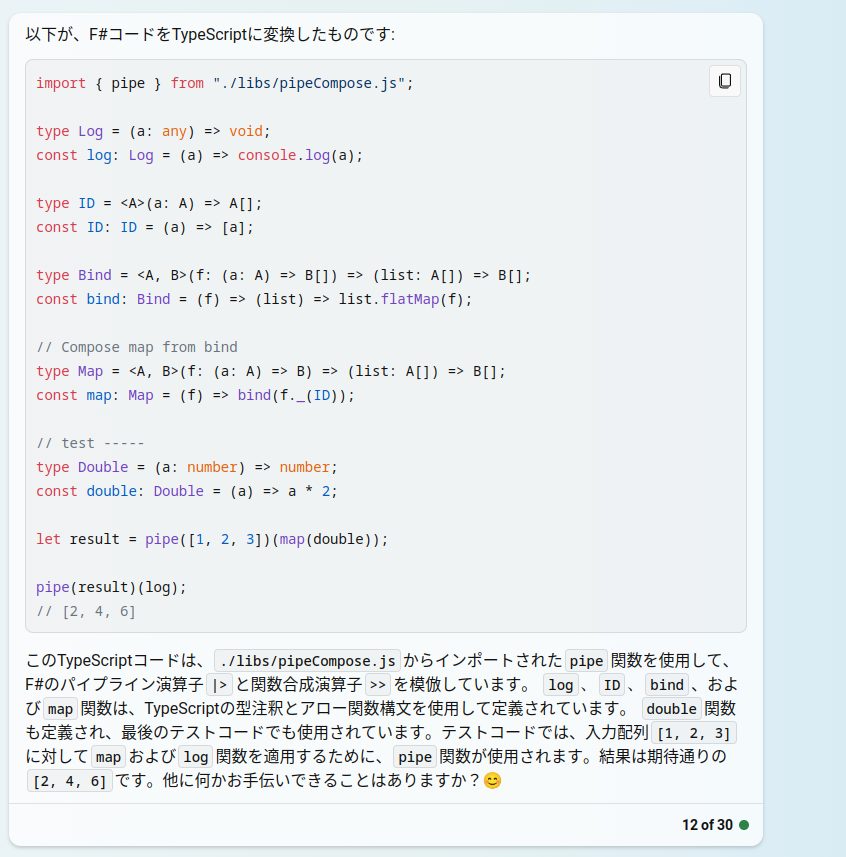 以下が、F#コードをTypeScriptに変換したものです:
import { pipe } from "./libs/pipeCompose.js";
type Log = (a: any) => void;
const log: Log = (a) => console.log(a);
type ID = <A>(a: A) => A[];
const ID: ID = (a) => [a];
type Bind = <A, B>(f: (a: A) => B[]) => (list: A[]) => B[];
const bind: Bind = (f) => (list) => list.flatMap(f);
// Compose map from bind
type Map = <A, B>(f: (a: A) => B) => (list: A[]) => B[];
const map: Map = (f) => bind(f._(ID));
// test -----
type Double = (a: number) => number;
const double: Double = (a) => a * 2;
let result = pipe([1, 2, 3])(map(double));
pipe(result)(log);
// [2, 4, 6]
このTypeScriptコードは、 ./libs/pipeCompose.js からインポートされた pipe 関数を使用して、
F#のパイプライン演算子 |> と関数合成演算子 >> を模倣しています。 log 、 ID 、 bind 、およ
び map 関数は、TypeScriptの型注釈とアロー関数構文を使用して定義されています。 double 関数
も定義され、最後のテストコードでも使用されています。テストコードでは、入力配列 [1, 2, 3]
に対して map および log 関数を適用するために、 pipe 関数が使用されます。結果は期待通りの
[2, 4, 6] です。他に何かお手伝いできることはありますか？😊
12 of 30